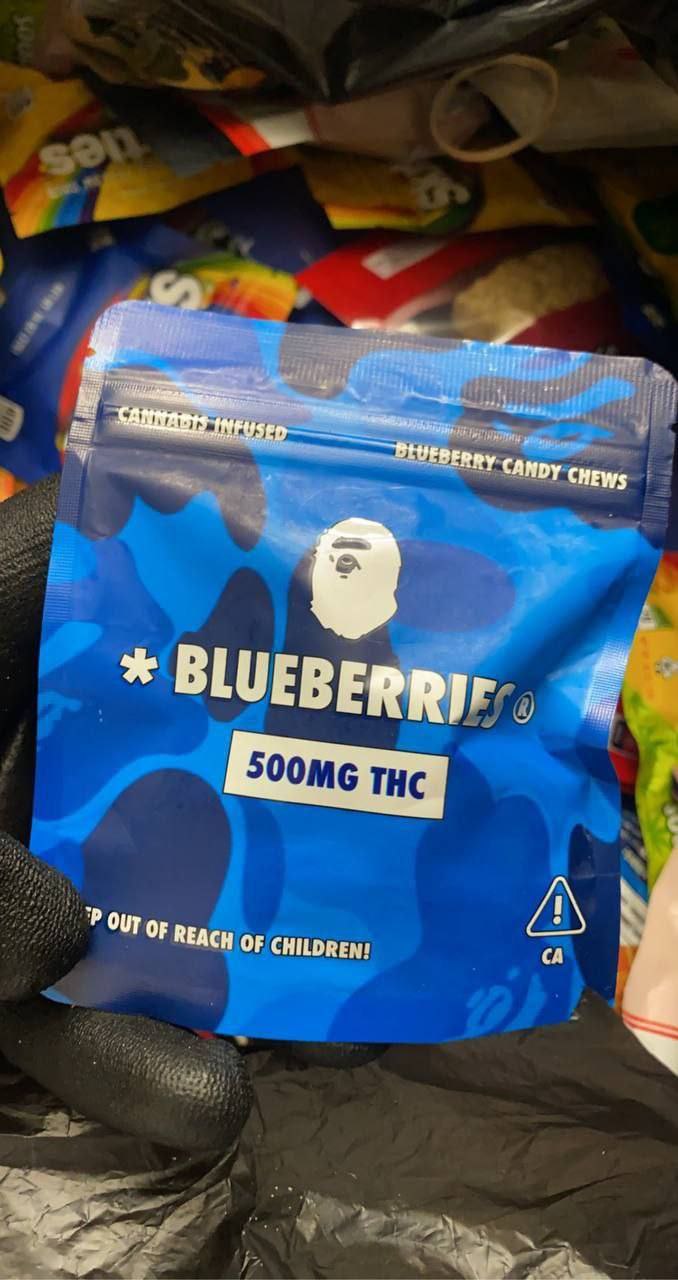 CANNABIS INFUSED
BLUEBERRY CANDY CHEWS
* BLUEBERRIES®
500MG THC
EP OUT OF REACH OF CHILDREN!
CA